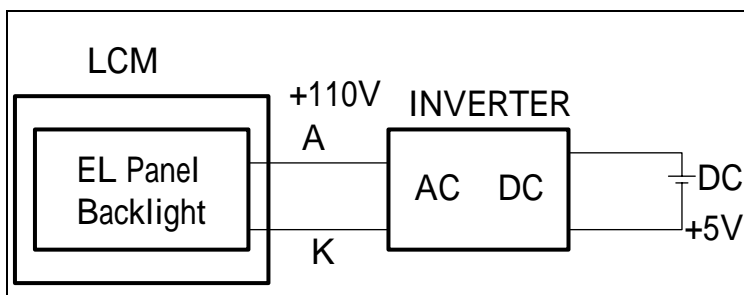 LCM
+110V
INVERTER
A
EL Panel
Backlight
AC DC
DC
+5V
K